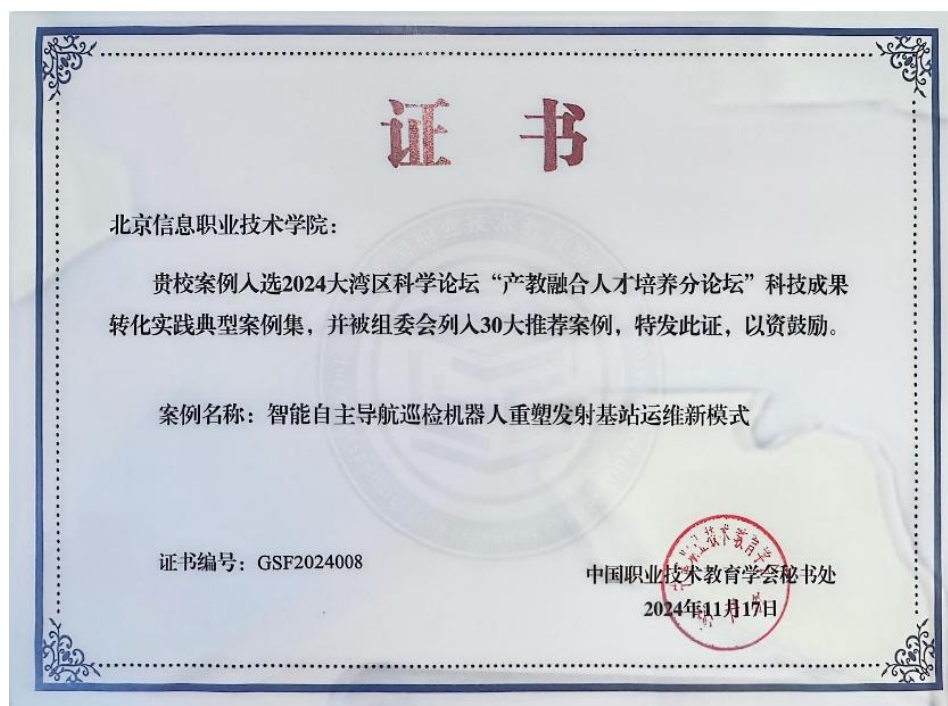 证 书
北京信息职业技术学院：
贵校案例入选2024大湾区科学论坛“产教融合人才培养分论坛”科技成果
转化实践典型案例集，并被组委会列入30大推荐案例，特发此证，以资鼓励。
案例名称：智能自主导航巡检机器人重塑发射基站运维新模式
证书编号：GSF2024008
中国职业技术教育学会秘书处
2024年11月17日